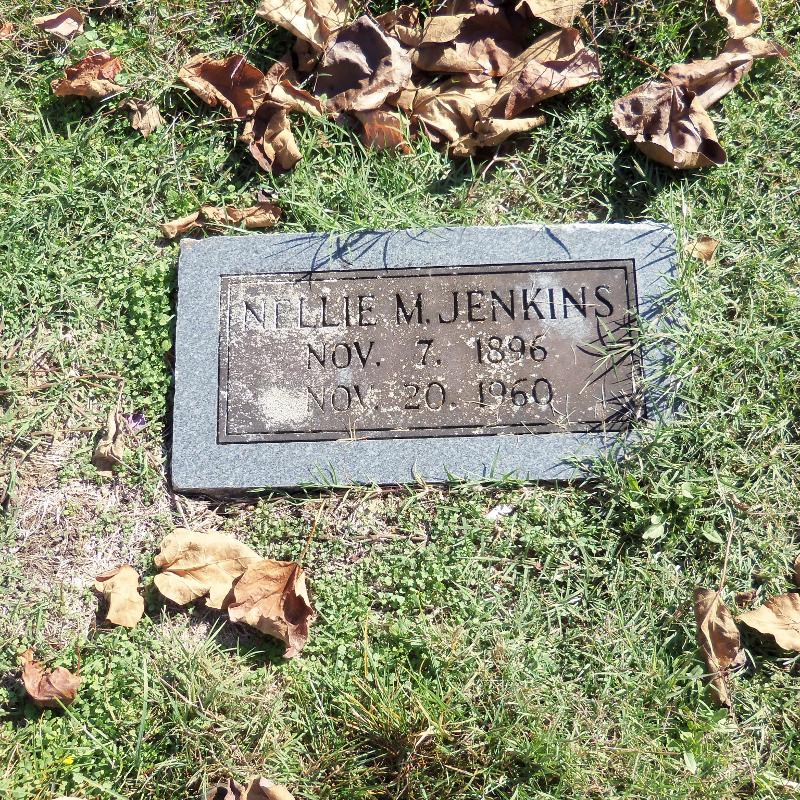 NELLIE M. JENKINS
NOV. 7. 1896
NOV. 20. 1960